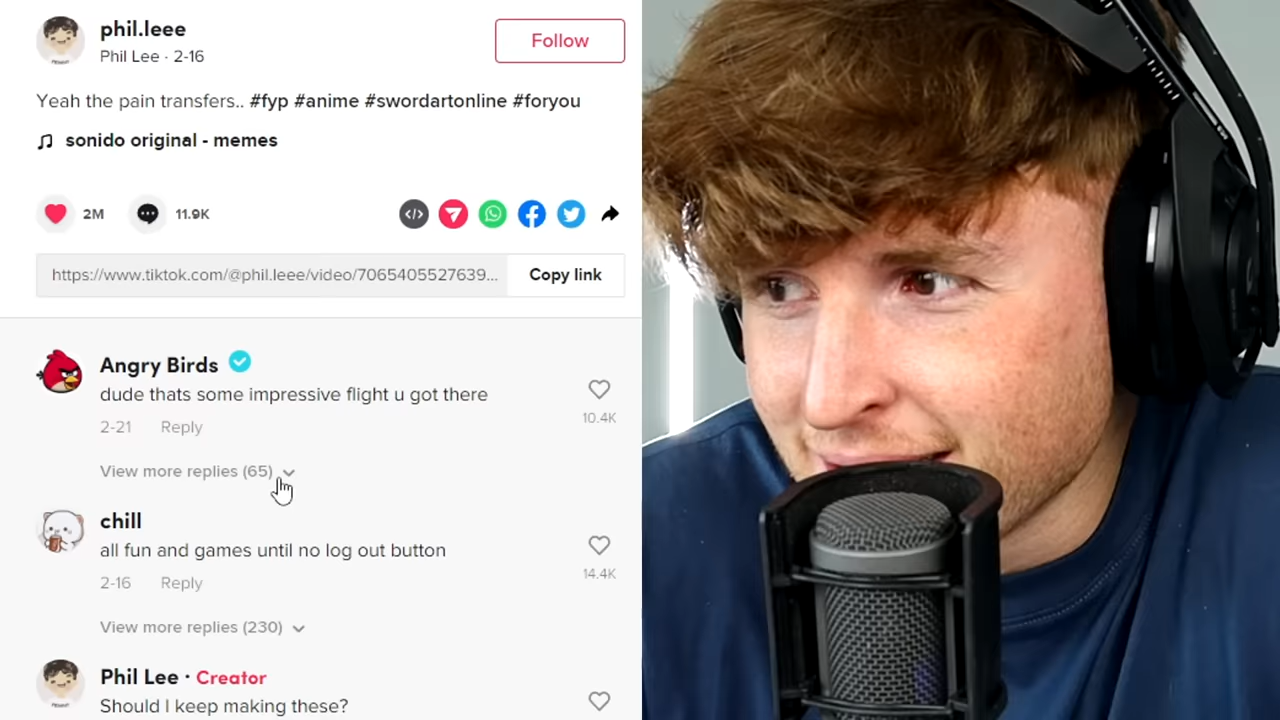 phil.leee
Phil Lee · 2-16
Follow
Yeah the pain transfers.. #fyp #anime #swordartonline #foryou
sonido original - memes
2M
11.9K
https://www.tiktok.com/@phil.leee/video/7065405527639...
Copy link
Angry Birds
dude thats some impressive flight u got there
10.4K
2-21 Reply
View more replies (65)
chill
all fun and games until no log out button
14.4K
2-16 Reply
View more replies (230)
Phil Lee · Creator
Should I keep making these?